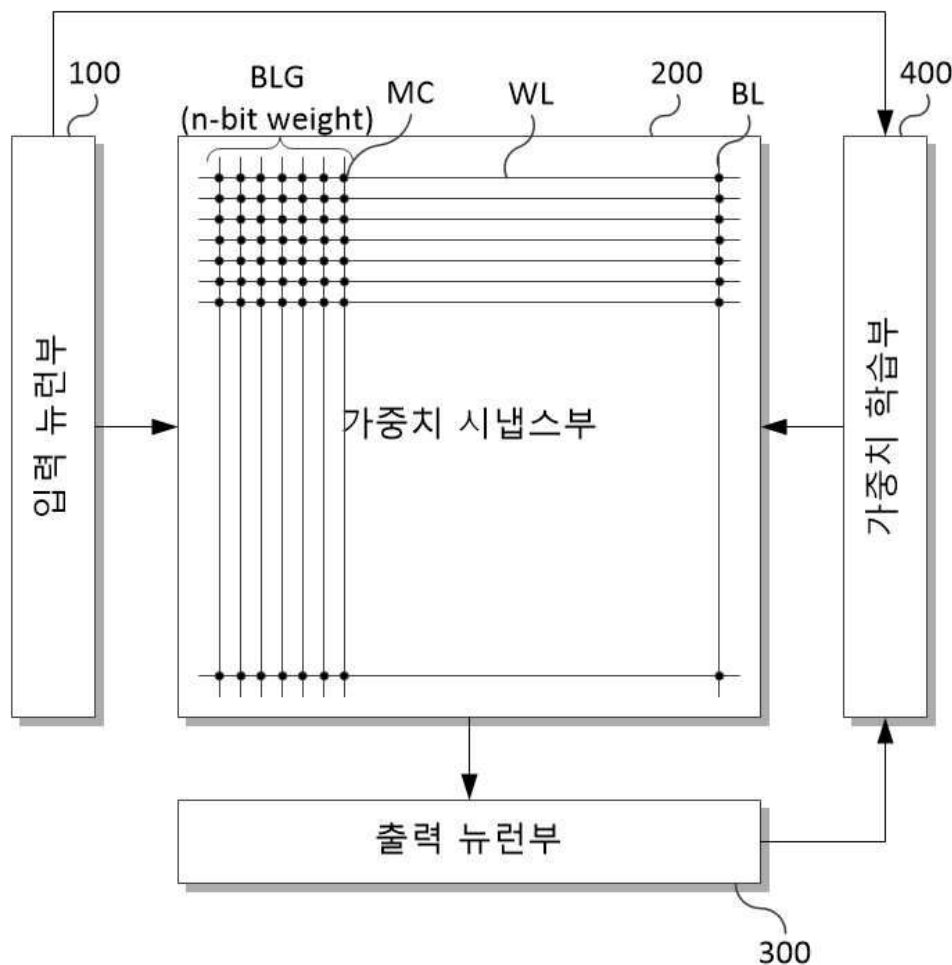 100
BLG
(n-bit weight)
MC
WL
200
BL
400
입력 뉴런부
가중치 시냅스부
가중치 학습부
출력 뉴런부
300